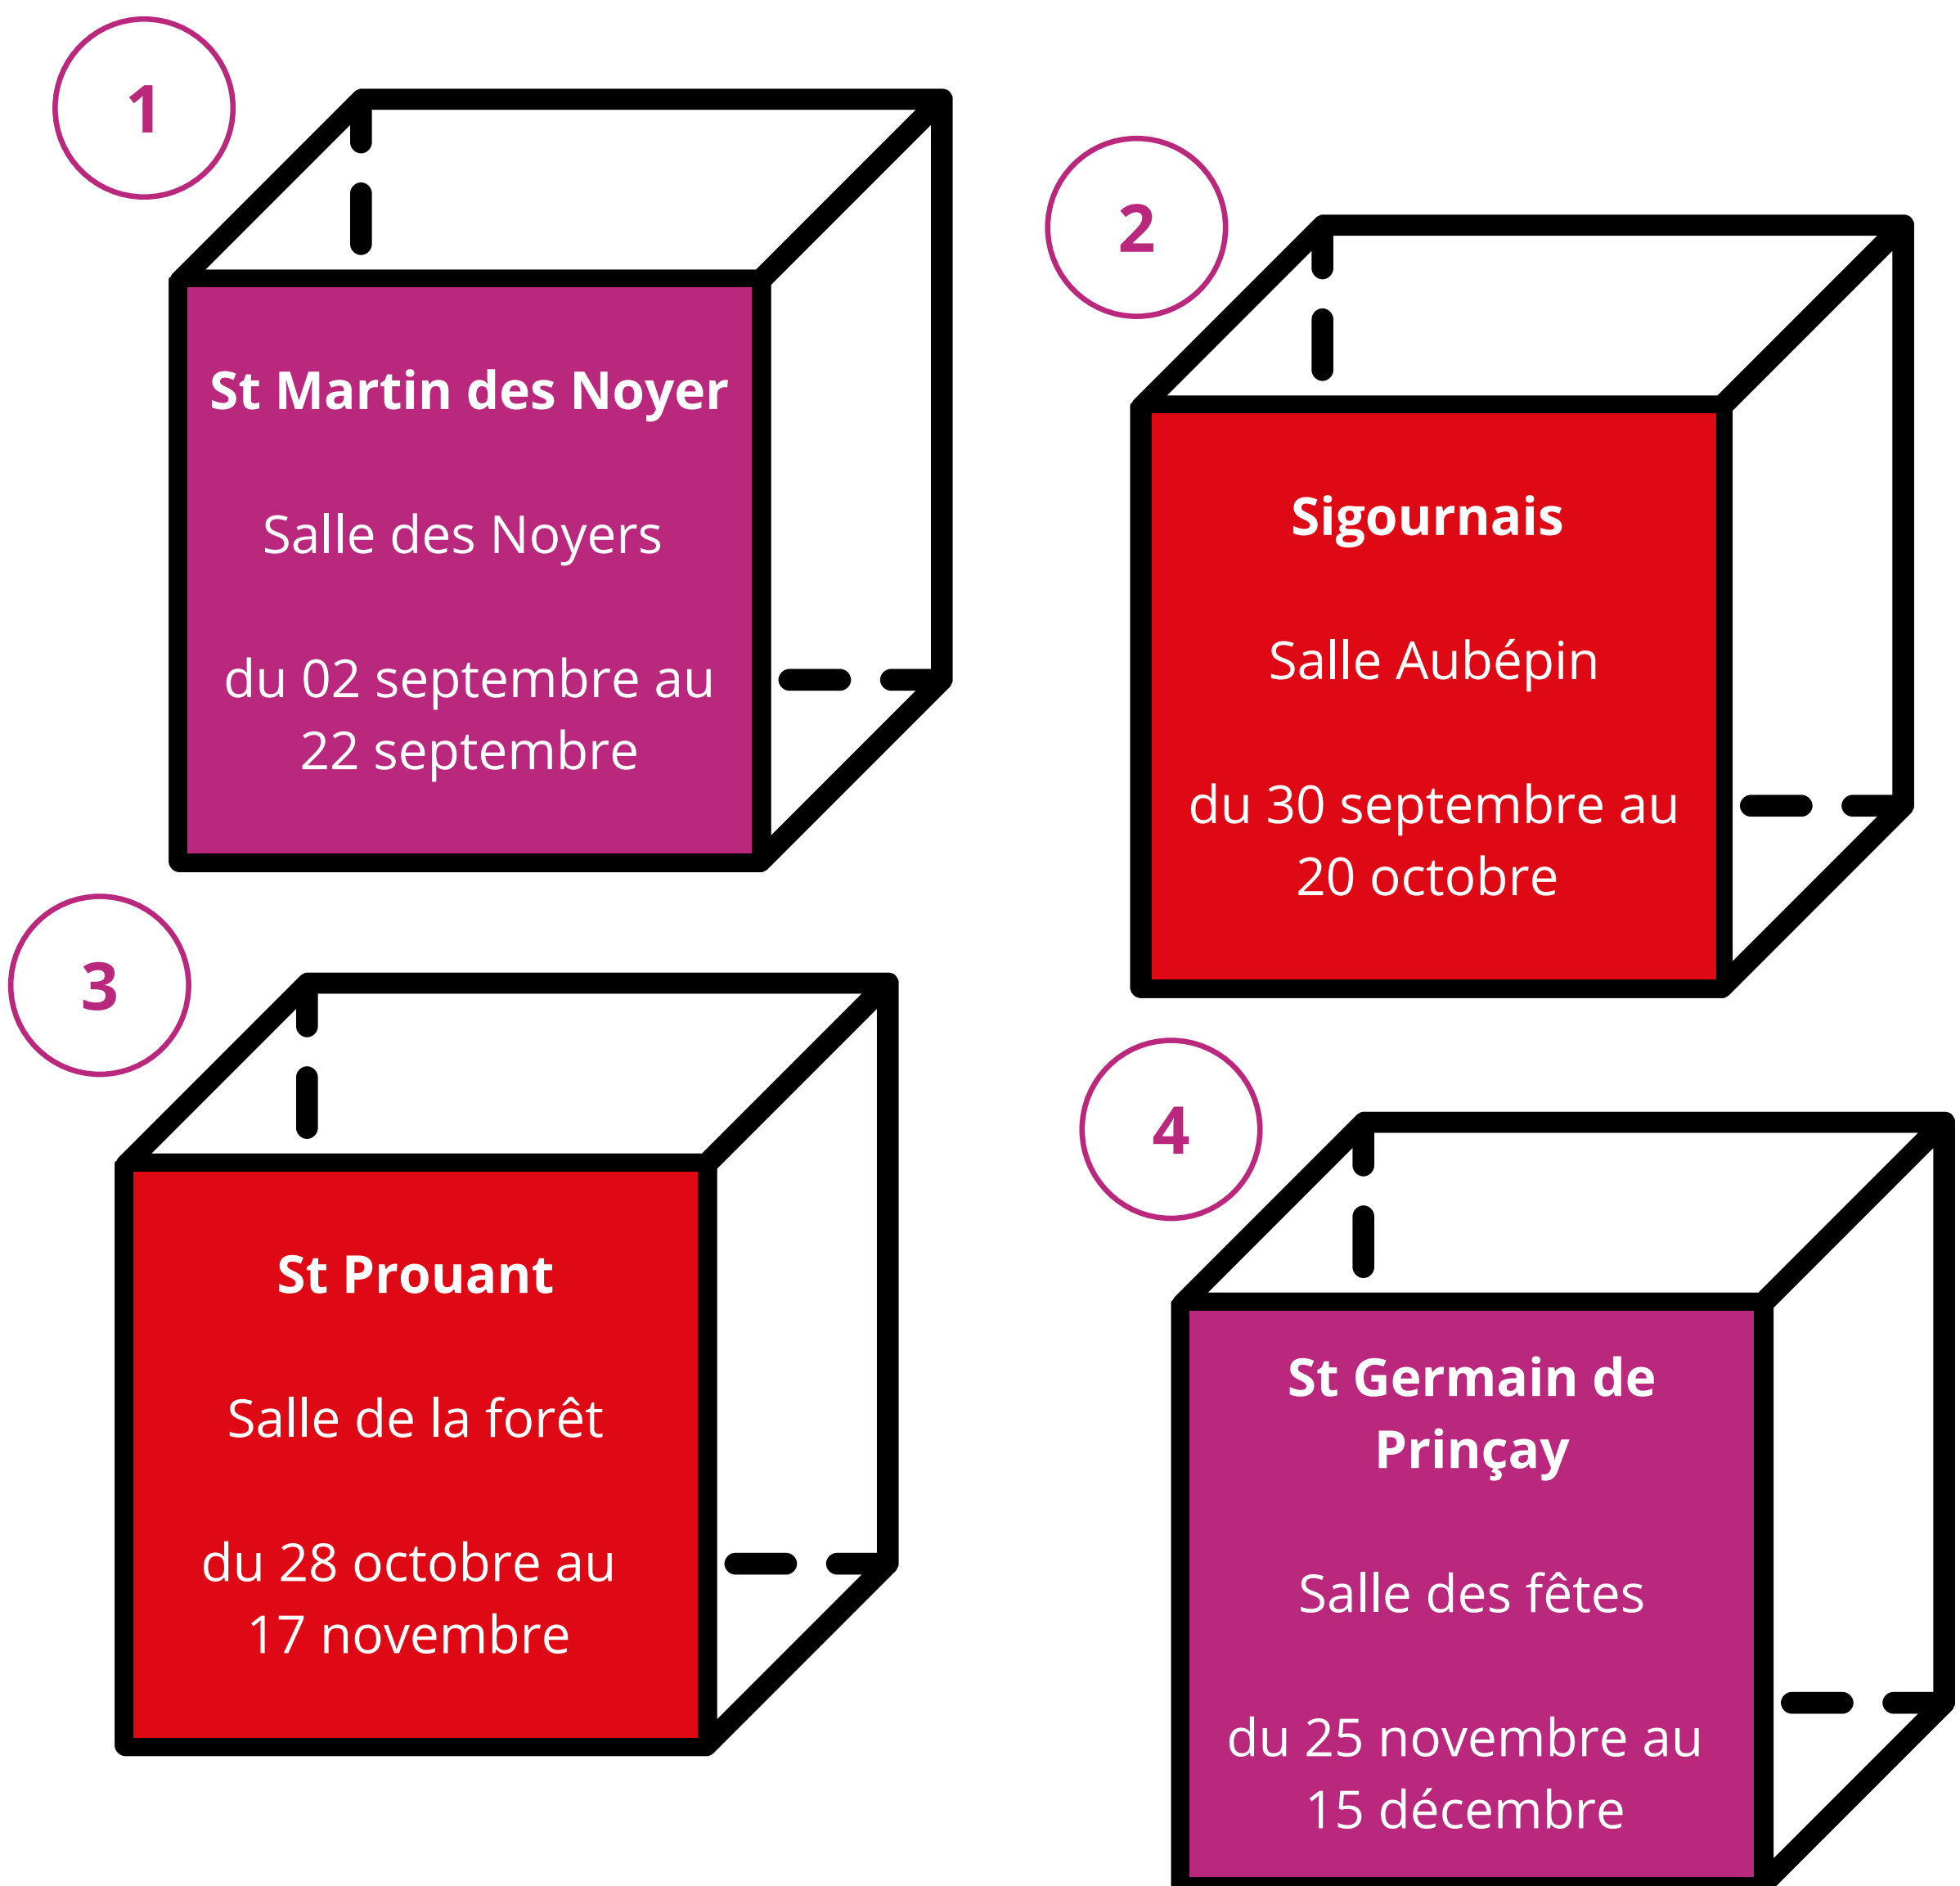 1
St Martin des Noyer
Salle des Noyers
du 02 septembre au
22 septembre
2
Sigournais
Salle Aubépin
du 30 septembre au
20 octobre
3
St Prouant
Salle de la forêt
du 28 octobre au
17 novembre
4
St Germain de
Prinçay
Salle des fêtes
du 25 novembre au
15 décembre